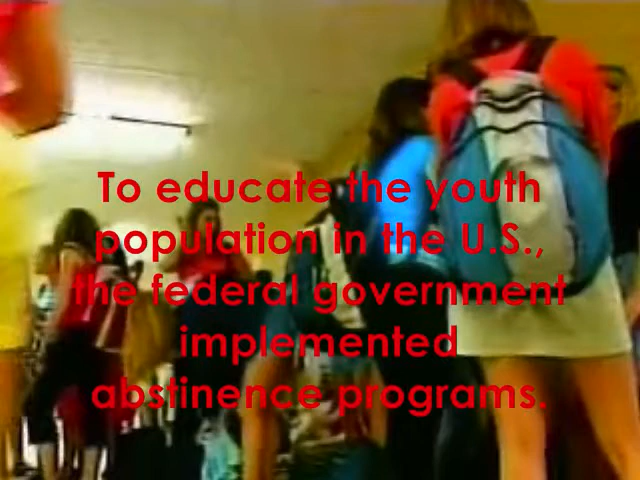 To educate the youth
population in the U.S.,
the federal government
implemented
abstinence programs.